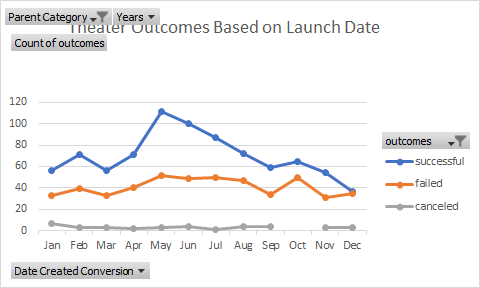 Parent Category Years
Theater Outcomes Based on Launch Date
Count of outcomes
120
100
80
60
40
20
0
Jan Feb Mar Apr May Jun Jul Aug Sep Oct Nov Dec
outcomes
successful
failed
canceled
Date Created Conversion